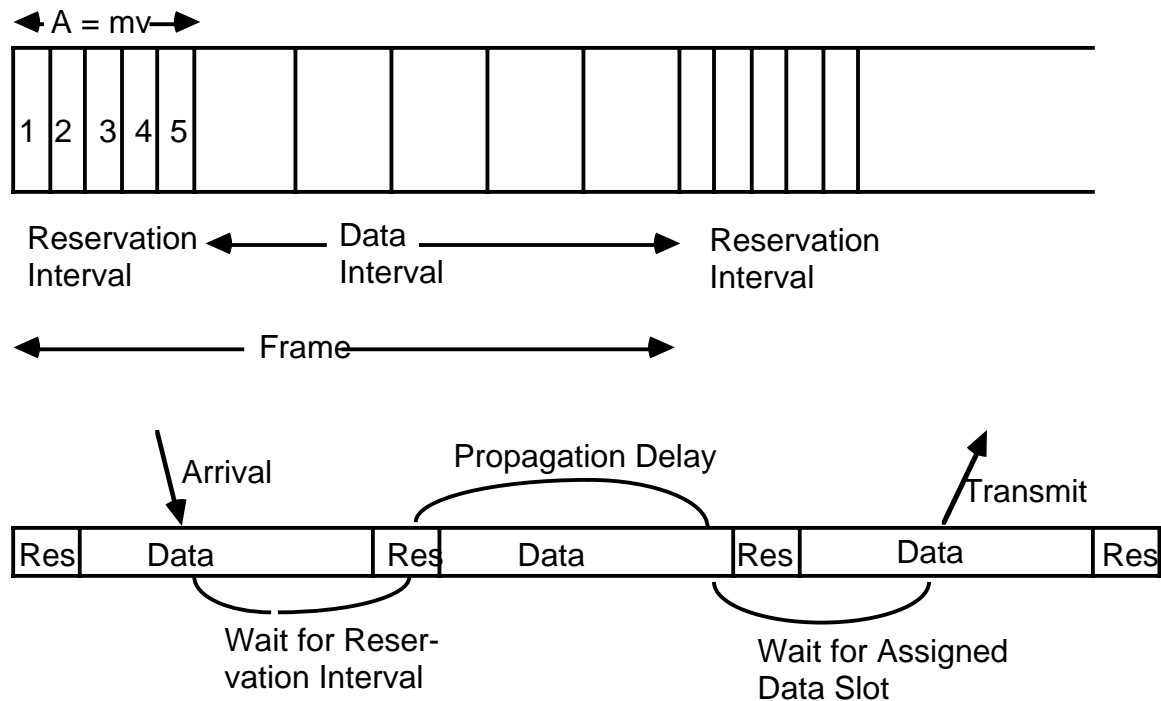 A = mv
1 2 3 4 5
Reservation Interval
Data Interval
Reservation Interval
Frame
Arrival
Propagation Delay
Transmit
Res Data Res Data Res Data Res
Wait for Reser-
vation Interval
Wait for Assigned
Data Slot